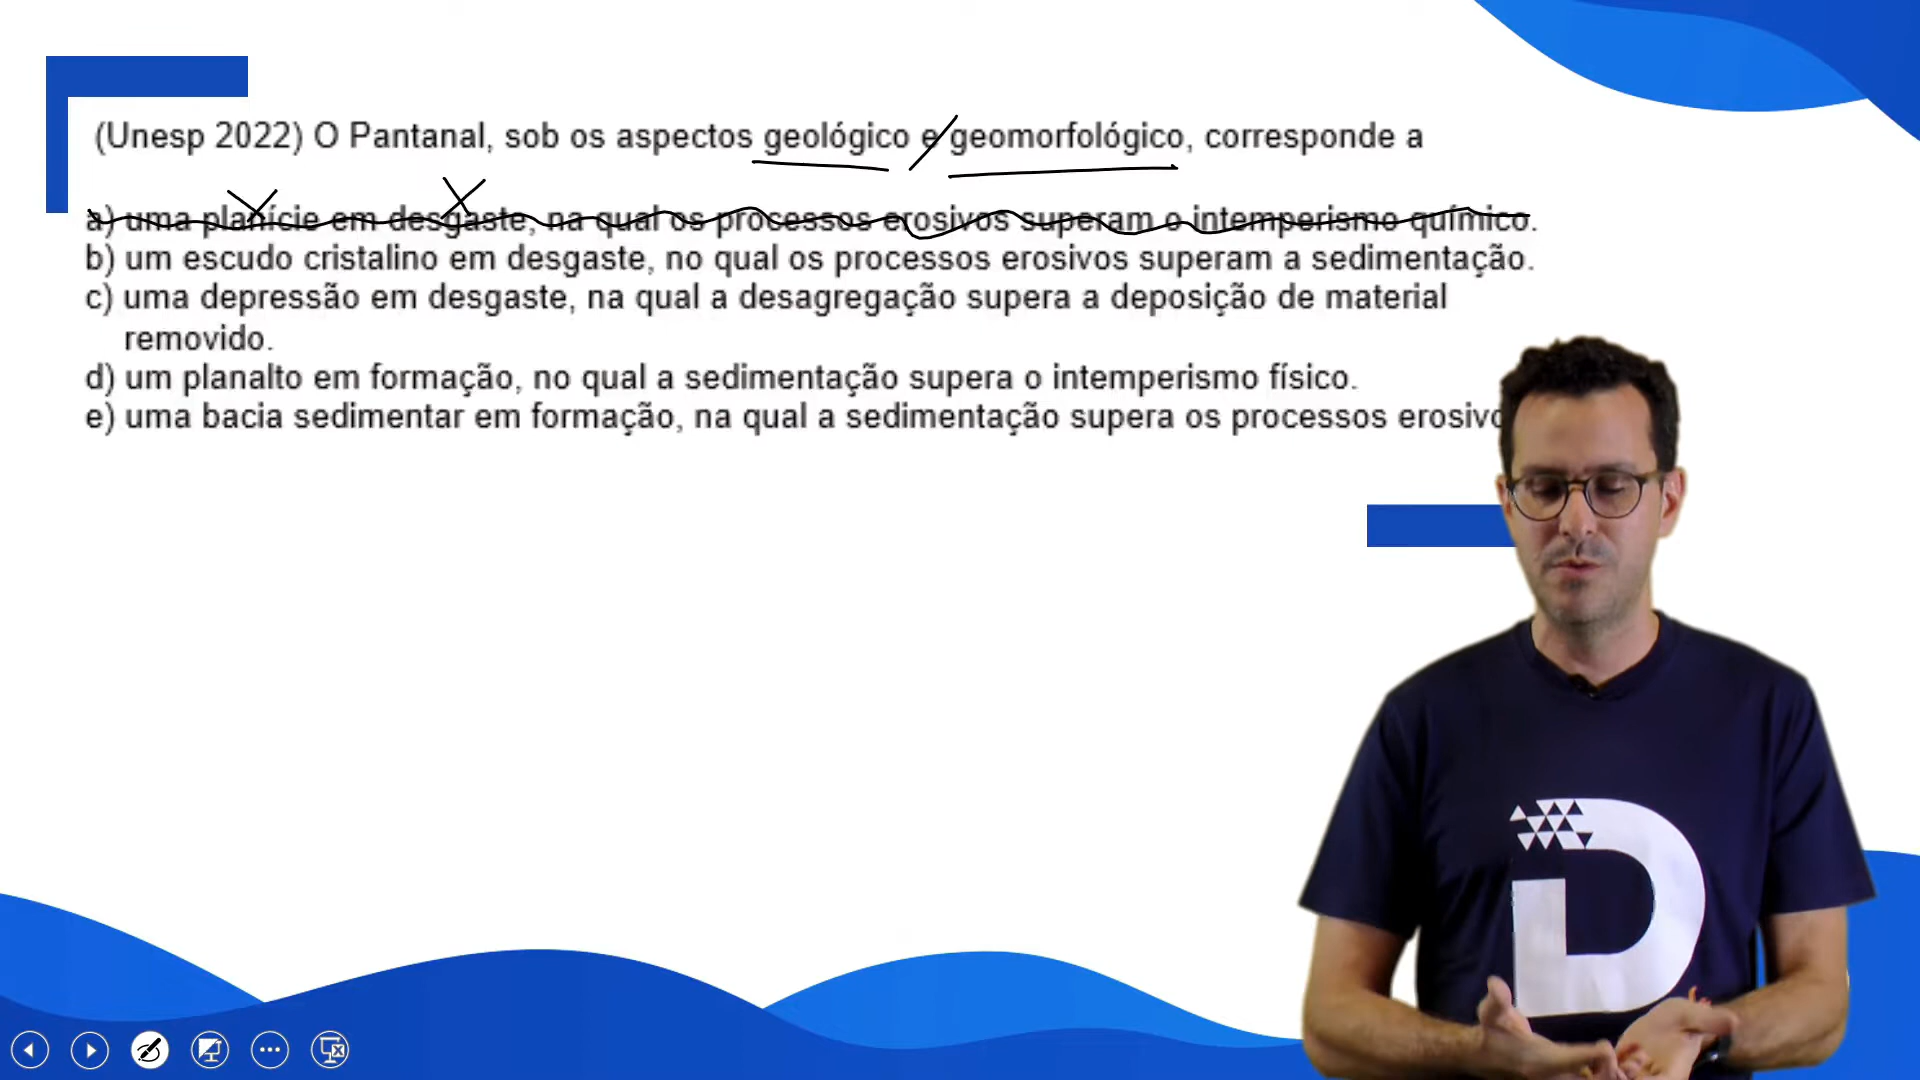 (Unesp 2022) O Pantanal, sob os aspectos geológico e geomorfológico, corresponde a
a) uma planície em desgaste, na qual os processos erosivos superam o intemperismo químico.
b) um escudo cristalino em desgaste, no qual os processos erosivos superam a sedimentação.
c) uma depressão em desgaste, na qual a desagregação supera a deposição de material
removido.
d) um planalto em formação, no qual a sedimentação supera o intemperismo físico.
e) uma bacia sedimentar em formação, na qual a sedimentação supera os processos erosivo
D